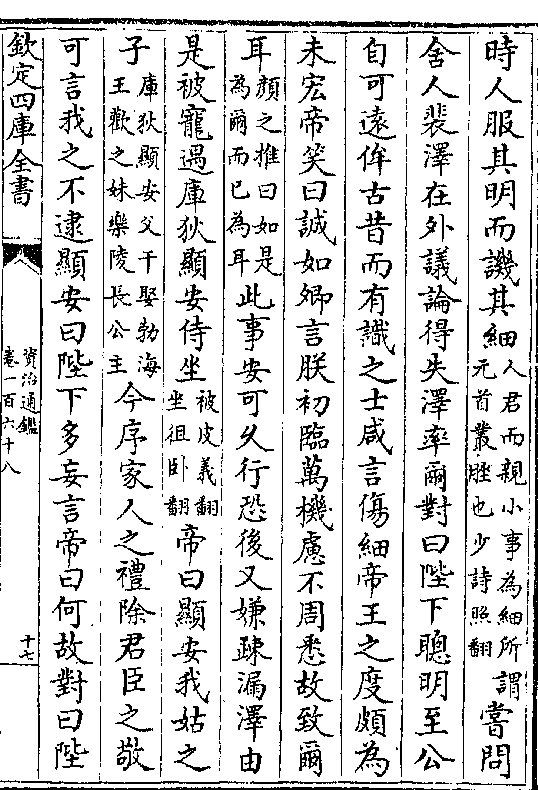 時人服其明而譏其細人君而親小事為細所謂元首叢脞也少詩照翻嘗問
舍人裴澤在外議論得失澤率爾對曰陛下聰明至公
自可遠侔古昔而有識之士咸言傷細帝王之度頗為
未宏帝笑曰誠如卿言朕初臨萬機慮不周悉故致爾
耳顔之推曰如是為爾而已為耳此事安可久行恐後又嫌疎漏澤由
是被寵遇庫狄顯安侍坐被皮義翻坐徂卧翻帝曰顯安我姑之
子庫狄顯安父干娶勃海王歡之妹樂陵長公主今序家人之禮除君臣之敬
可言我之不逮顯安曰陛下多妄言帝曰何故對曰陛
欽定四庫全書
資治通鑑
卷一百六十八
十七